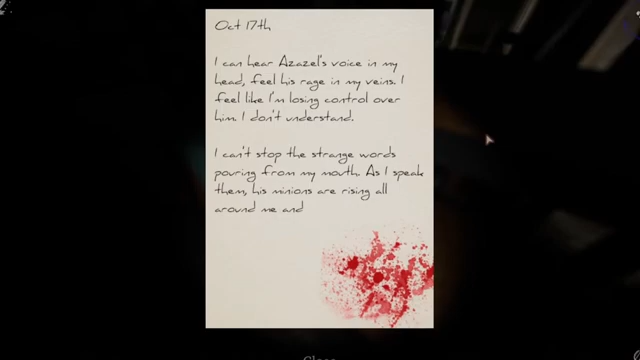 Oct 17th
I can hear Azazel's voice in my
head, feel his rage in my veins. I
feel like I'm losing control over
him. I don't understand.
I can't stop the strange words
pouring from my mouth. As I speak
them, his minions are rising all
around me and
Close